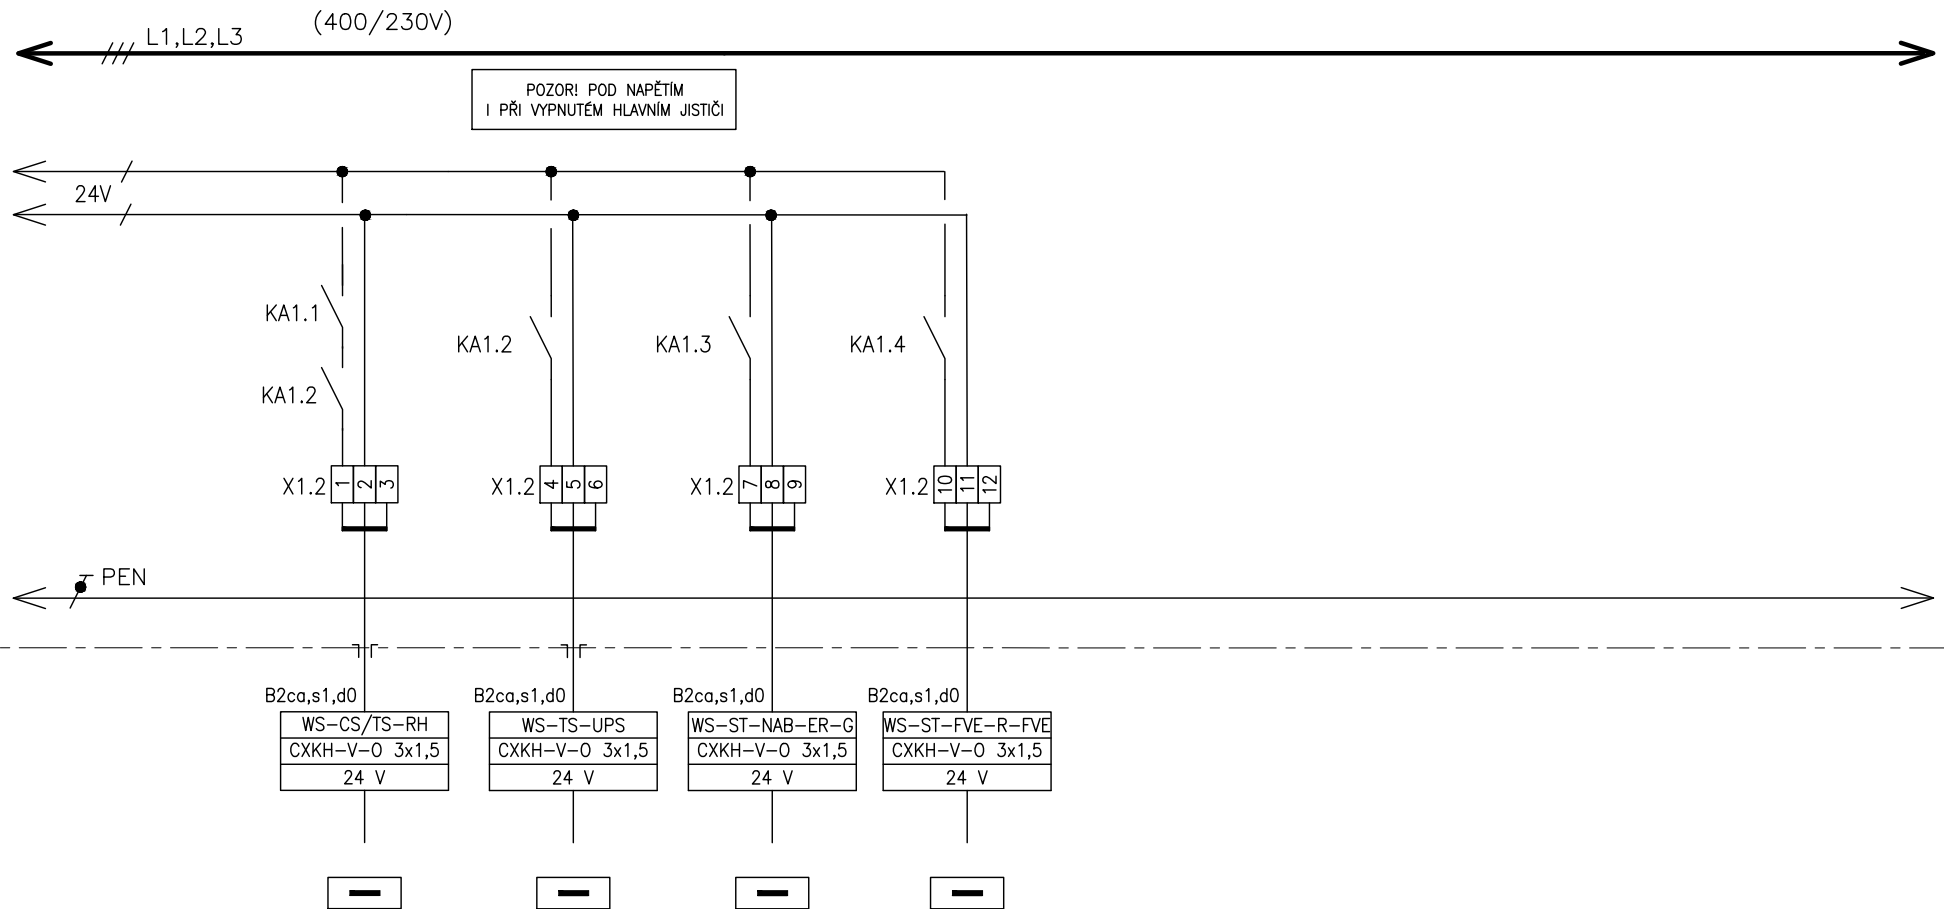 (400/230V)
L1,L2,L3
POZOR! POD NAPĚTÍM
I PŘI VYPNUTÉM HLAVNÍM JISTIČI
24V
KA1.1
KA1.2
KA1.2
KA1.3
KA1.4
X1.2 1 2 3
X1.2 4 5 6
X1.2 7 8 9
X1.2 10 11 12
PEN
B2ca,s1,d0
WS-CS/TS-RH
CXKH-V-O 3x1,5
24 V
B2ca,s1,d0
WS-TS-UPS
CXKH-V-O 3x1,5
24 V
B2ca,s1,d0
WS-ST-NAB-ER-G
CXKH-V-O 3x1,5
24 V
B2ca,s1,d0
WS-ST-FVE-R-FVE
CXKH-V-O 3x1,5
24 V